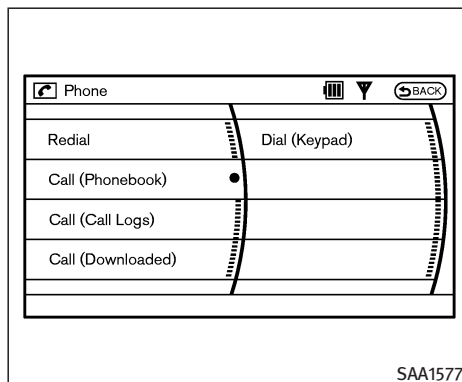 Phone BACK
Redial Dial (Keypad)
Call (Phonebook)
Call (Call Logs)
Call (Downloaded)
SAA1577